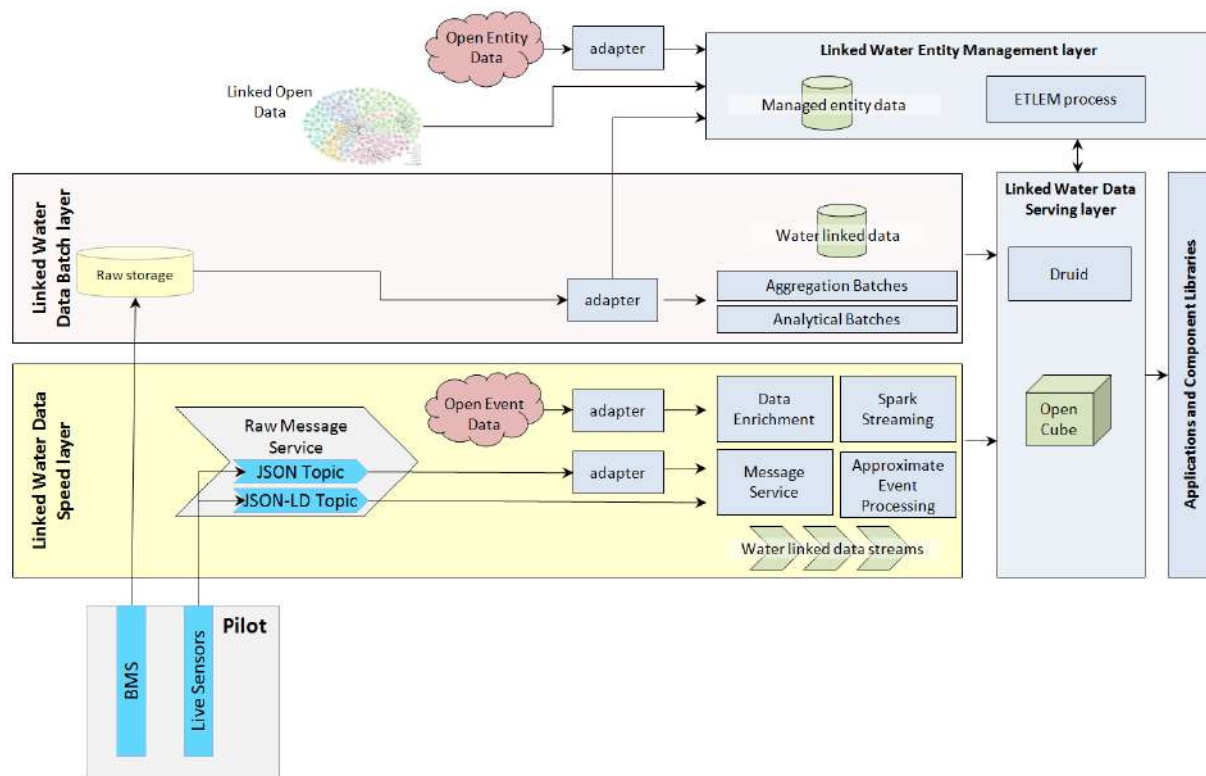 Open Entity
Data
adapter
Linked Water Entity Management layer
Managed entity data
ETLEM process
Linked Open
Data
Linked Water
Data Batch layer
Raw storage
adapter
Water linked data
Aggregation Batches
Analytical Batches
Linked Water Data
Serving layer
Druid
Open
Cube
Applications and Component Libraries
Linked Water Data
Speed layer
Raw Message
Service
JSON Topic
JSON-LD Topic
Open Event
Data
adapter
adapter
Data
Enrichment
Spark
Streaming
Message
Service
Approximate
Event
Processing
Water linked data streams
Pilot
BMS
Live Sensors